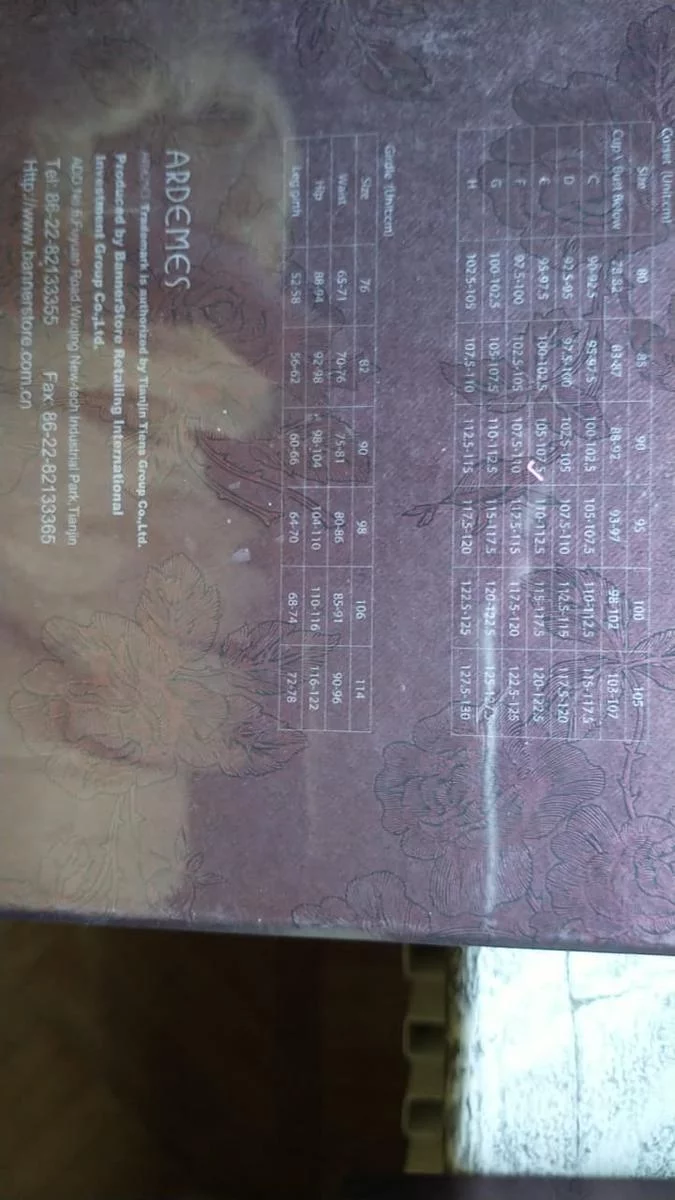 Corset (Unit:cm)
Size 80 85 90 95 100 105
Cup \ Bust Below 78-82 83-87 88-92 93-97 98-102 103-107
C 90-92.5 95-97.5 100-102.5 105-107.5 110-112.5 115-117.5
D 92.5-95 97.5-100 102.5-105 107.5-110 112.5-115 117.5-120
E 95-97.5 100-102.5 105-107.5 110-112.5 115-117.5 120-122.5
F 97.5-100 102.5-105 107.5-110 112.5-115 117.5-120 122.5-125
G 100-102.5 105-107.5 110-112.5 115-117.5 120-122.5
H 102.5-105 107.5-110 112.5-115 117.5-120 122.5-125 127.5-130
Girdle (Unit:cm)
Size 76 82 90 98 106 114
Waist 65-71 70-76 75-81 80-86 85-91 90-96
Hip 88-94 92-98 98-104 104-110 110-116 116-122
Leg girth 52-58 56-62 60-66 64-70 68-74 72-78
ARDEMES
Trademark is authorized by Tianjin Tiens Group Co.,Ltd.
Produced by BannerStore Retailing International
Investment Group Co.,Ltd.
ADD: No.6,Fuyuan Road,Wuqing New-tech Industrial Park,Tianjin
Tel: 86-22-82133355 Fax: 86-22-82133365
Http://www.bannerstore.com.cn